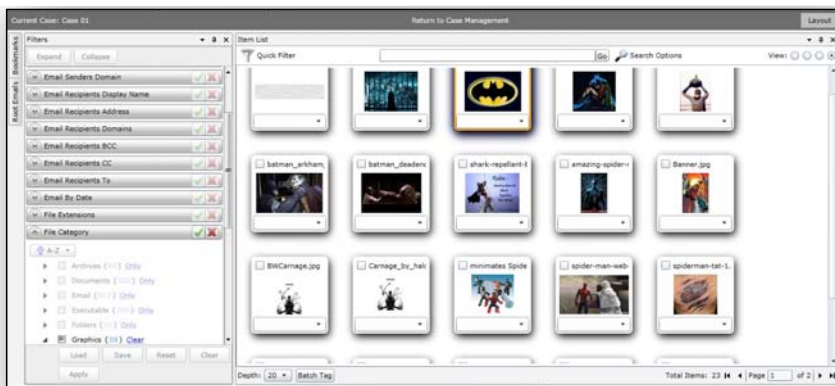 Current Case: Case 01
Return to Case Management
Layout
Bookmarks
Root Emails
Filters
Expand
Collapse
Email Senders Domain
Email Recipients Display Name
Email Recipients Address
Email Recipients Domains
Email Recipients BCC
Email Recipients CC
Email Recipients To
Email By Date
File Extensions
File Category
A-Z
Archives Only
Documents Only
Email Only
Executable Only
Folders Only
Graphics Clear
Load
Save
Reset
Clear
Apply
Item List
Quick Filter
Go
Search Options
View:
batman_arkham_
batman_deadend
shark-repellant-b
amazing-spider-
Banner.jpg
BWCarnage.jpg
Carnage_by_halo
minimates Spide
spider-man-web-
spiderman-tat-1.
Depth: 20
Batch Tag
Total Items: 23
Page 1 of 2